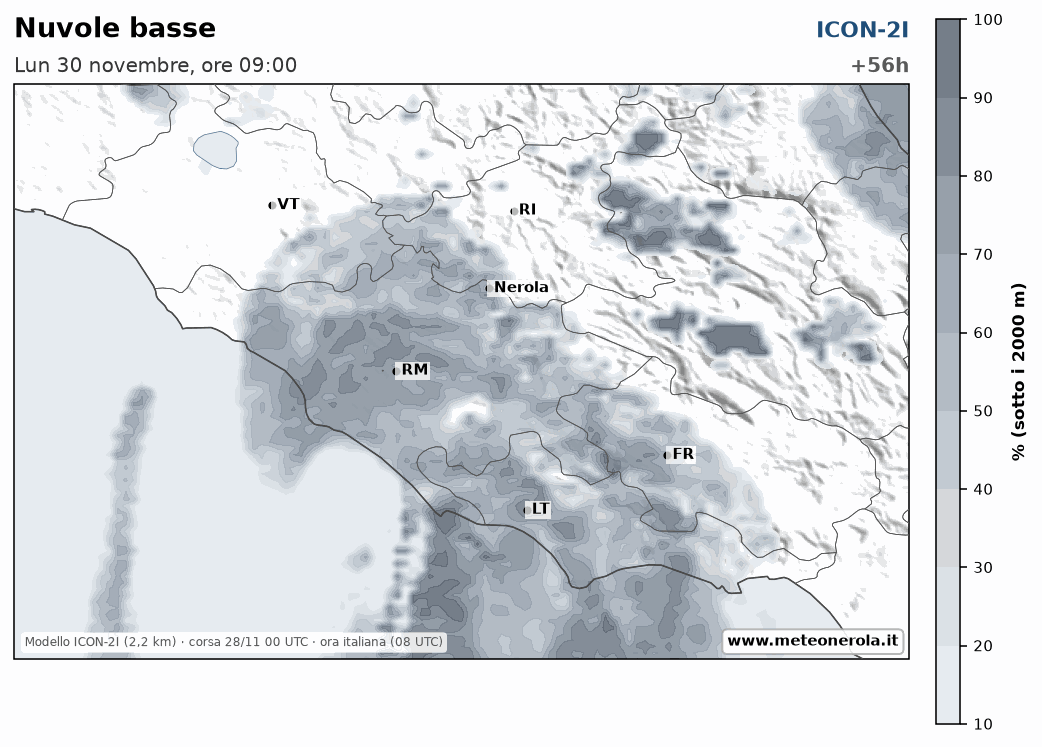 Nuvole basse
ICON-2I
Lun 30 novembre, ore 09:00
+56h
VT
RI
Nerola
RM
FR
LT
Modello ICON-2I (2,2 km) · corsa 28/11 00 UTC · ora italiana (08 UTC)
www.meteonerola.it
100
90
80
70
60
50
40
30
20
10
% (sotto i 2000 m)